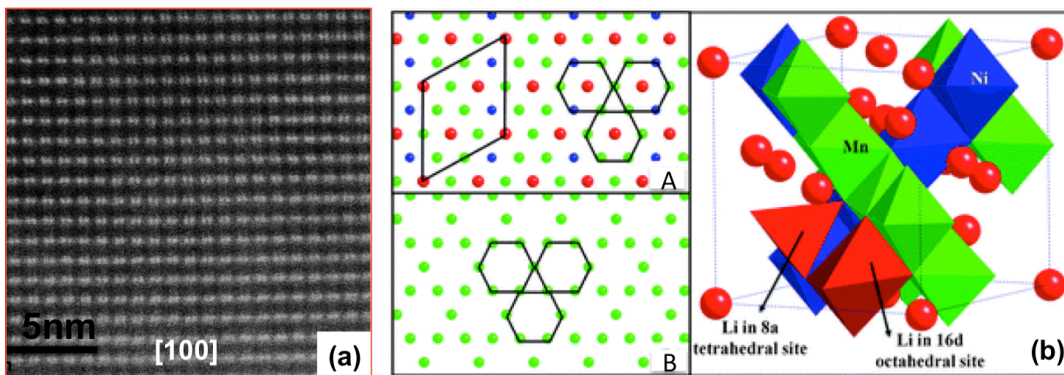 5nm
[100]
(a)
A
B
Ni
Mn
Li in 8a
tetrahedral site
Li in 16d
octahedral site
(b)